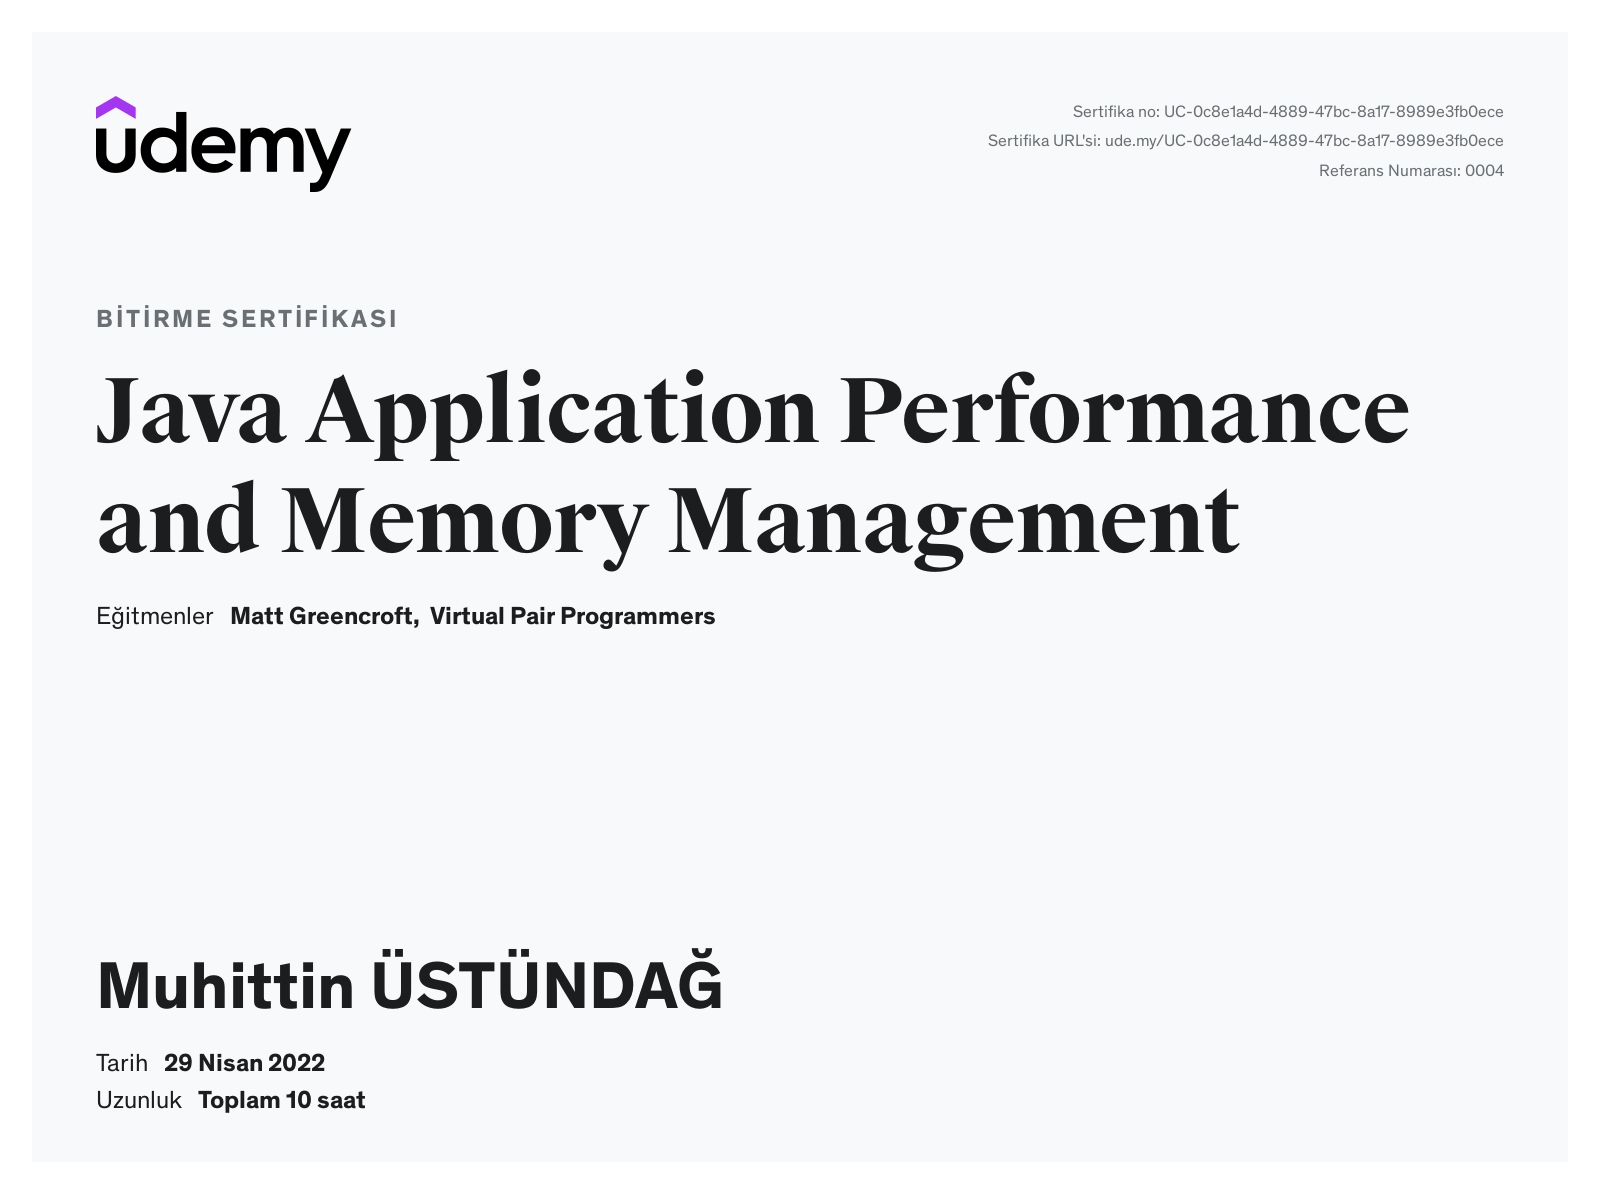 udemy
Sertifika no: UC-0c8e1a4d-4889-47bc-8a17-8989e3fb0ece
Sertifika URL'si: ude.my/UC-0c8e1a4d-4889-47bc-8a17-8989e3fb0ece
Referans Numarası: 0004
BİTİRME SERTİFİKASI
Java Application Performance
and Memory Management
Eğitmenler Matt Greencroft, Virtual Pair Programmers
Muhittin ÜSTÜNDAĞ
Tarih 29 Nisan 2022
Uzunluk Toplam 10 saat